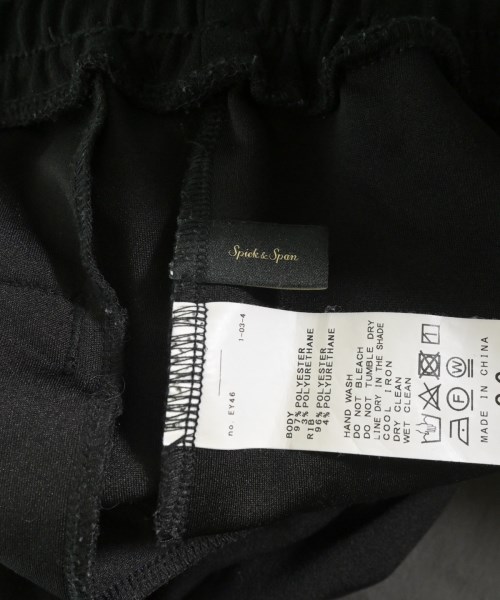 Spick & Span
1-03-4
no. EY46
BODY
97% POLYESTER
3% POLYURETHANE
RIB
96% POLYESTER
4% POLYURETHANE
HAND WASH
DO NOT BLEACH
DO NOT TUMBLE DRY
LINE DRY IN THE SHADE
COOL IRON
DRY CLEAN
WET CLEAN
F W
MADE IN CHINA